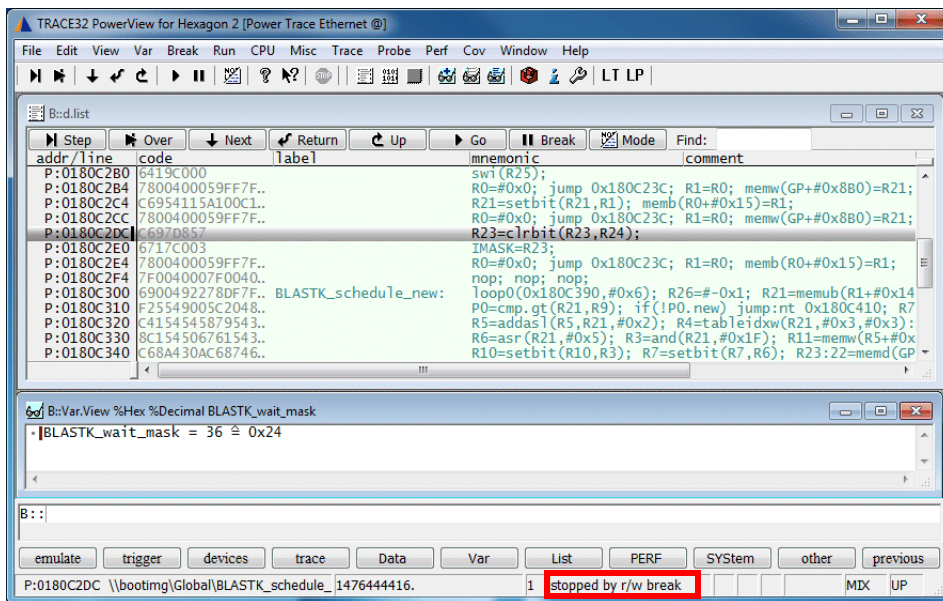 TRACE32 PowerView for Hexagon 2 [Power Trace Ethernet @]
File Edit View Var Break Run CPU Misc Trace Probe Perf Cov Window Help
LT LP
B::d.list
Step Over Next Return Up Go Break Mode Find:
addr/line code label mnemonic comment
P:0180C2B0 6419C000 swi(R25);
P:0180C2B4 7800400059FF7F.. R0=#0x0; jump 0x180C23C; R1=R0; memw(GP+#0x8B0)=R21;
P:0180C2C4 C6954115A100C1.. R21=setbit(R21,R1); memb(R0+#0x15)=R1;
P:0180C2CC 7800400059FF7F.. R0=#0x0; jump 0x180C23C; R1=R0; memw(GP+#0x8B0)=R21;
P:0180C2DC C697D857 R23=clrbit(R23,R24);
P:0180C2E0 6717C003 IMASK=R23;
P:0180C2E4 7800400059FF7F.. R0=#0x0; jump 0x180C23C; R1=R0; memb(R0+#0x15)=R1;
P:0180C2F4 7F0040007F0040.. nop; nop; nop;
P:0180C300 6900492278DF7F.. BLASTK_schedule_new: loop0(0x180C390,#0x6); R26=#-0x1; R21=memub(R1+#0x14
P:0180C310 F25549005C2048.. P0=cmp.gt(R21,R9); if(!P0.new) jump:nt 0x180C410; R7
P:0180C320 C4154545879543.. R5=addasl(R5,R21,#0x2); R4=tableidxw(R21,#0x3,#0x3):
P:0180C330 8C154506761543.. R6=asr(R21,#0x5); R3=and(R21,#0x1F); R11=memw(R5+#0x
P:0180C340 C68A430AC68746.. R10=setbit(R10,R3); R7=setbit(R7,R6); R23:22=memd(GP
B::Var.View %Hex %Decimal BLASTK_wait_mask
BLASTK_wait_mask = 36 ≙ 0x24
B::
emulate trigger devices trace Data Var List PERF SYStem other previous
P:0180C2DC \\bootimg\Global\BLASTK_schedule_ 1476444416. 1 stopped by r/w break MIX UP